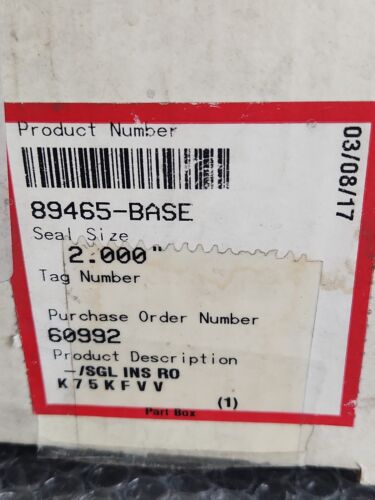 Product Number
03/08/17
89465-BASE
Seal Size
2.000"
Tag Number
Purchase Order Number
60992
Product Description
-/SGL INS RO
K75KFVV
(1)
Part Box